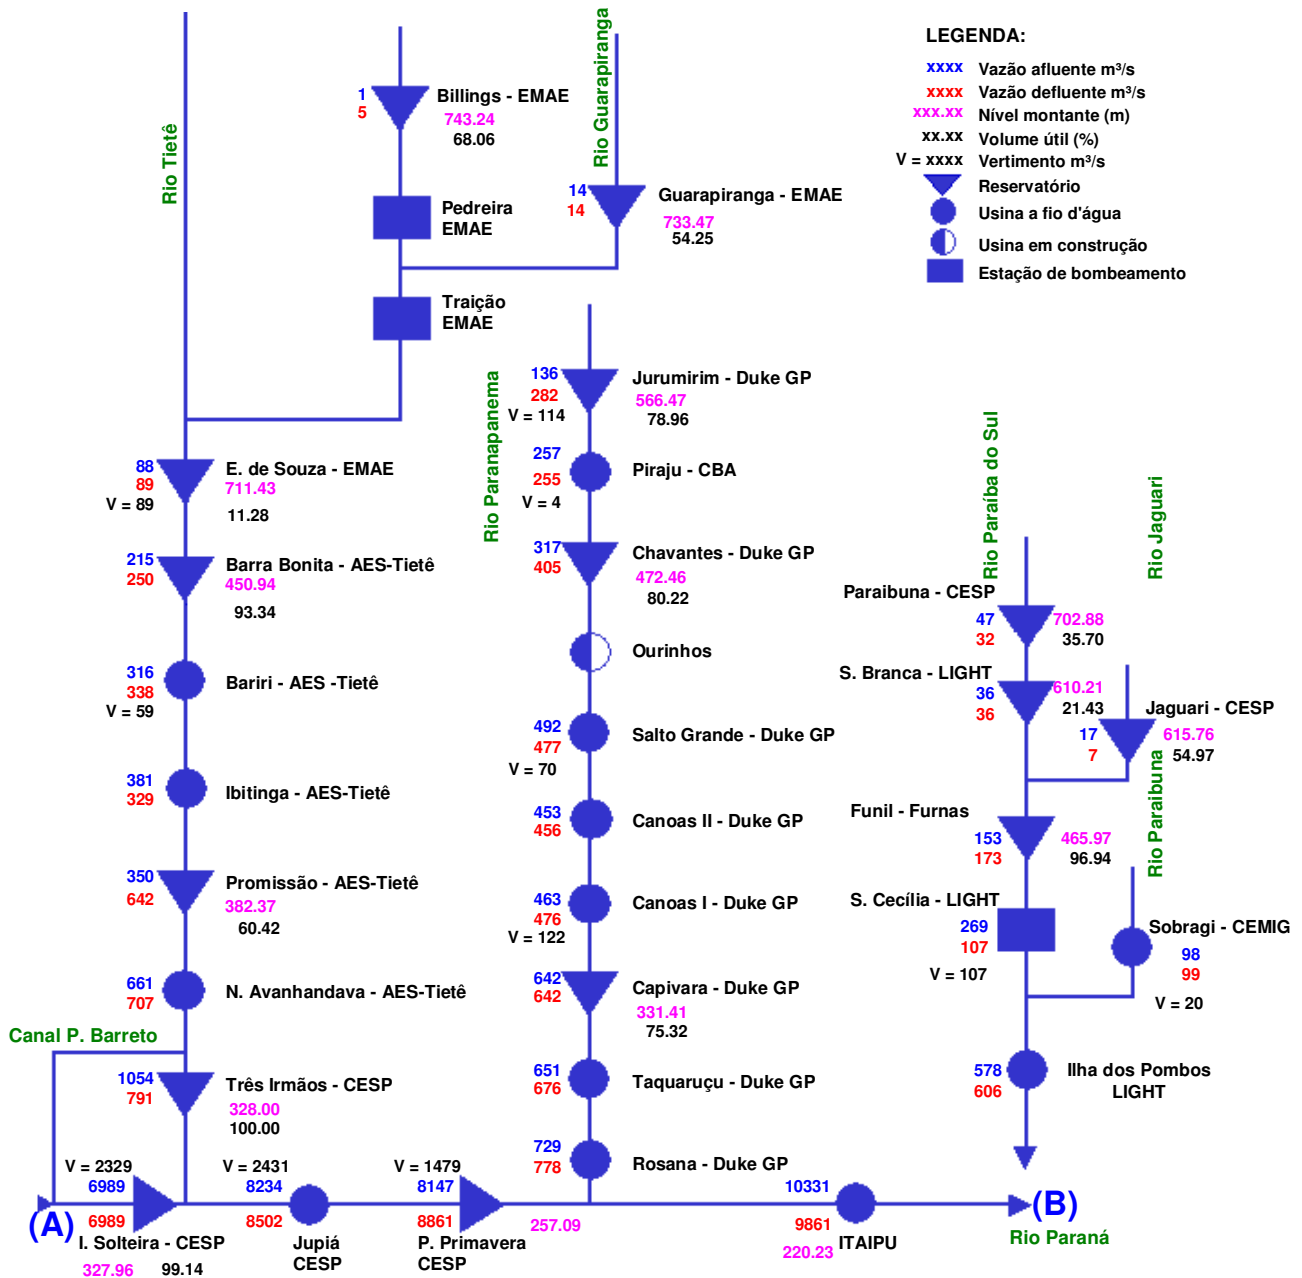 LEGENDA:
xxxx Vazão afluente m³/s
xxxx Vazão defluente m³/s
xxx.xx Nível montante (m)
xx.xx Volume útil (%)
V = xxxx Vertimento m³/s
Reservatório
Usina a fio d'água
Usina em construção
Estação de bombeamento
Rio Tietê
1
5
Billings - EMAE
743.24
68.06
Rio Guarapiranga
14
14
Guarapiranga - EMAE
733.47
54.25
Pedreira
EMAE
Traição
EMAE
88
89
V = 89
E. de Souza - EMAE
711.43
11.28
215
250
Barra Bonita - AES-Tietê
450.94
93.34
316
338
V = 59
Bariri - AES -Tietê
381
329
Ibitinga - AES-Tietê
350
642
Promissão - AES-Tietê
382.37
60.42
661
707
N. Avanhandava - AES-Tietê
Canal P. Barreto
1054
791
Três Irmãos - CESP
328.00
100.00
Rio Paranapanema
136
282
V = 114
Jurumirim - Duke GP
566.47
78.96
257
255
V = 4
Piraju - CBA
317
405
Chavantes - Duke GP
472.46
80.22
Ourinhos
492
477
V = 70
Salto Grande - Duke GP
453
456
Canoas II - Duke GP
463
476
V = 122
Canoas I - Duke GP
642
642
Capivara - Duke GP
331.41
75.32
651
676
Taquaruçu - Duke GP
729
778
Rosana - Duke GP
Rio Paraíba do Sul
Rio Jaguari
Paraibuna - CESP
47
32
702.88
35.70
S. Branca - LIGHT
36
36
610.21
21.43
Jaguari - CESP
17
7
615.76
54.97
Rio Paraibuna
Funil - Furnas
153
173
465.97
96.94
S. Cecília - LIGHT
269
107
V = 107
Sobragi - CEMIG
98
99
V = 20
578
606
Ilha dos Pombos
LIGHT
(A)
V = 2329
6989
6989
I. Solteira - CESP
327.96 99.14
V = 2431
8234
8502
Jupiá
CESP
V = 1479
8147
8861
P. Primavera
CESP
257.09
10331
9861
ITAIPU
220.23
(B)
Rio Paraná